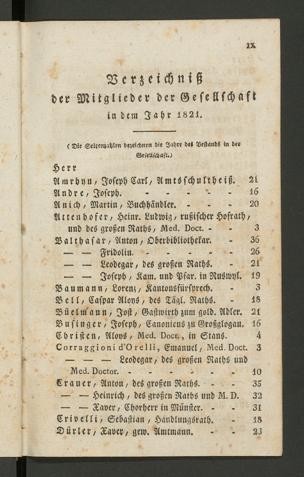 IX
Verzeichniß
der Mitglieder der Gesellschaft
in dem Jahr 1821.
(Die Seitenzahlen bezeichnen die Jahre des Bestands in der
Gesellschaft.)
Herr
Amrhyn, Joseph Carl, Amtsschultheiß. 21
Andre, Joseph. - - - - 16
Anich, Martin, Buchhändler. - - - 20
Attenhofer, Heinr. Ludwig, rußischer Hofrath,
und des großen Raths, Med. Doct. - - 3
Balthasar, Anton, Oberbibliothekar. - 36
— — Fridolin. - - - - 26
— — Leodegar, des großen Raths. - 21
— — Joseph, Kam. und Pfar. in Ruswyl. 19
Baumann, Lorenz, Kantonsfürsprech. - 3
Bell, Caspar Aloys, des Tägl. Raths. - 18
Büelmann, Jost, Gastwirth zum gold. Adler. 21
Businger, Joseph, Canonicus zu Großglogau. 16
Christen, Aloys, Med. Doct., in Stans. 4
Corraggioni d'Orelli, Emanuel, Med. Doct. 3
— — Leodegar, des großen Raths und
Med. Doctor. - - - - 10
Crauer, Anton, des großen Raths. - 35
— — Heinrich, des großen Raths und M. D. 32
— — Xaver, Chorherr in Münster. - - 31
Crivelli, Sebastian, Handlungsrath. - 18
Dürler, Xaver, gew. Amtmann. - - 23